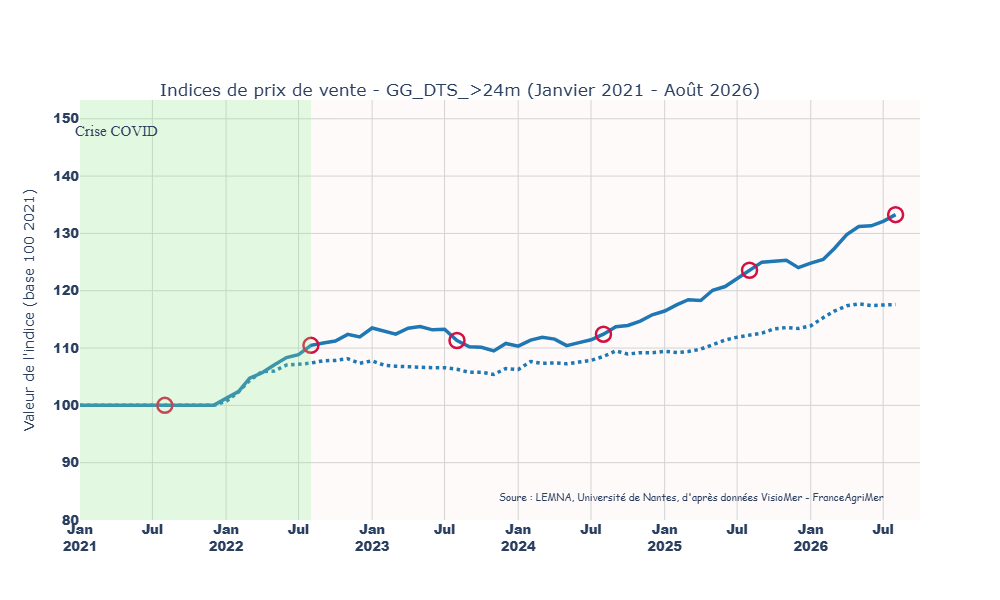 Indices de prix de vente - GG_DTS_>24m (Janvier 2021 - Août 2026)
Valeur de l'indice (base 100 2021)
150
Crise COVID
140
130
120
110
100
90
80
Soure : LEMNA, Université de Nantes, d'après données VisioMer - FranceAgriMer
Jan Jul Jan Jul Jan Jul Jan Jul Jan Jul Jan Jul
2021 2022 2023 2024 2025 2026